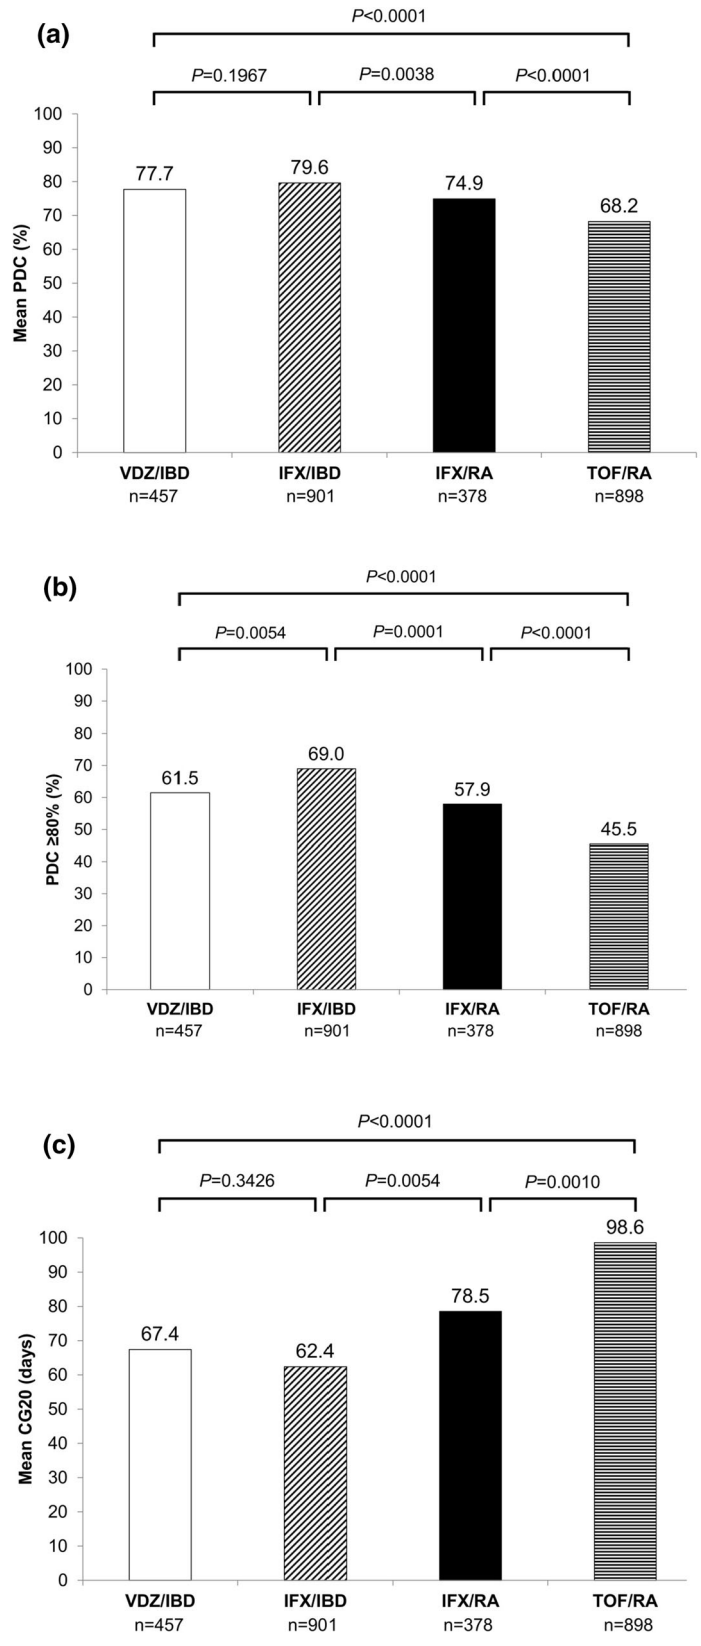 (a)
P<0.0001
P=0.1967 P=0.0038 P<0.0001
100
90
80
70
60
50
40
30
20
10
0
Mean PDC (%)
77.7 79.6 74.9 68.2
VDZ/IBD IFX/IBD IFX/RA TOF/RA
n=457 n=901 n=378 n=898
(b)
P<0.0001
P=0.0054 P=0.0001 P<0.0001
100
90
80
70
60
50
40
30
20
10
0
PDC ≥80% (%)
61.5 69.0 57.9 45.5
VDZ/IBD IFX/IBD IFX/RA TOF/RA
n=457 n=901 n=378 n=898
(c)
P<0.0001
P=0.3426 P=0.0054 P=0.0010
100
90
80
70
60
50
40
30
20
10
0
Mean CG20 (days)
67.4 62.4 78.5 98.6
VDZ/IBD IFX/IBD IFX/RA TOF/RA
n=457 n=901 n=378 n=898